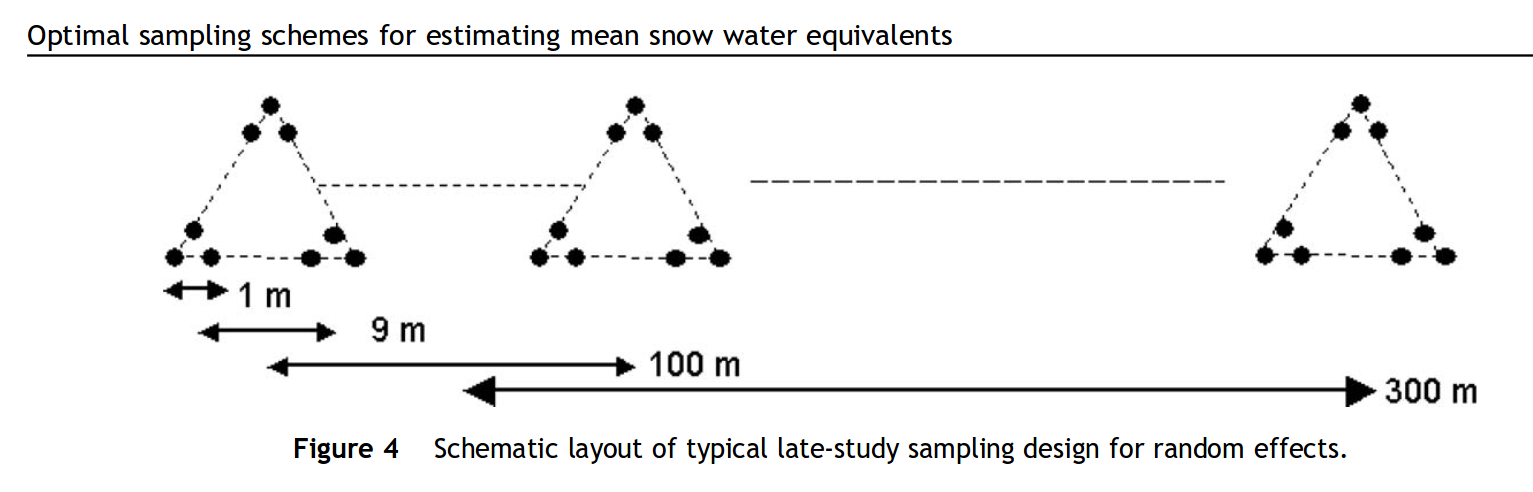 Optimal sampling schemes for estimating mean snow water equivalents
1 m
9 m
100 m
300 m
Figure 4 Schematic layout of typical late-study sampling design for random effects.